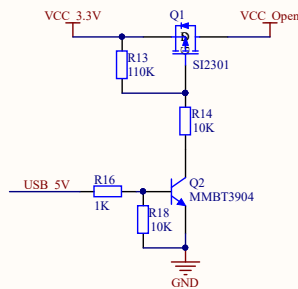 Q1
VCC_3.3V
VCC_Open
D
R13
110K
SI2301
R14
10K
Q2
USB_5V
R16
MMBT3904
1K
R18
10K
GND